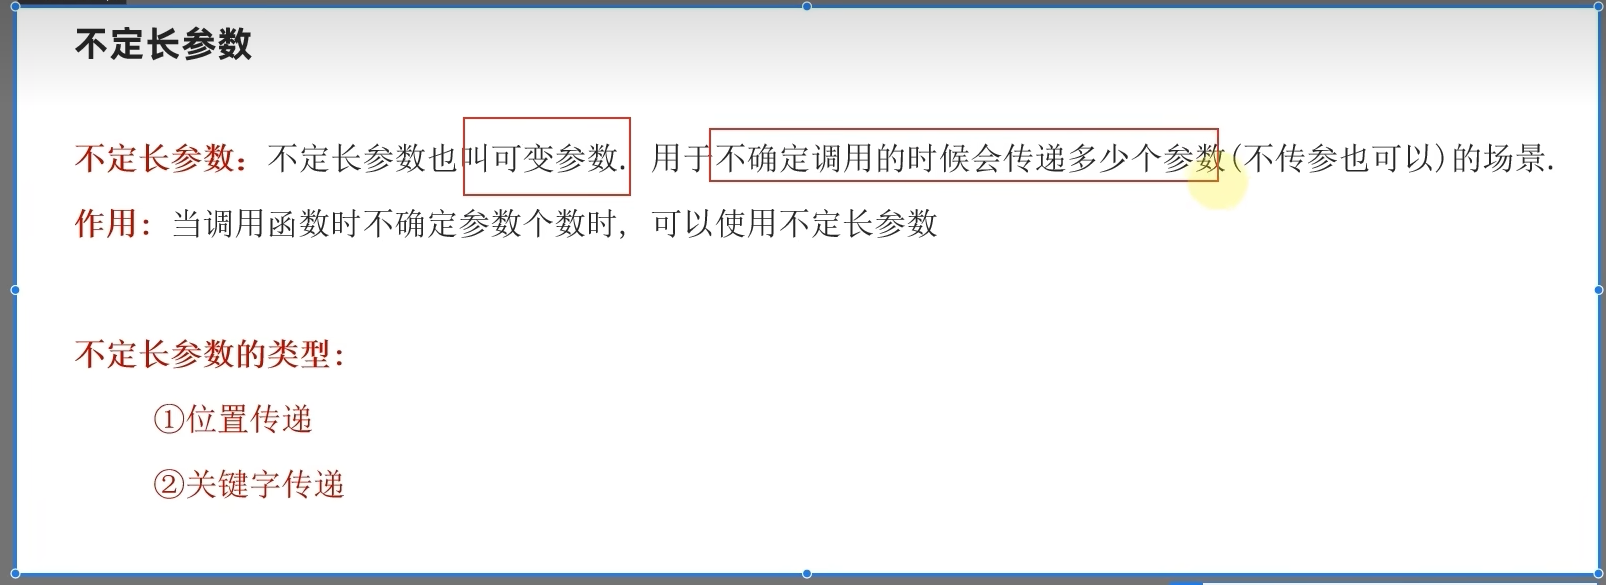 不定长参数
不定长参数：不定长参数也叫可变参数. 用于不确定调用的时候会传递多少个参数(不传参也可以)的场景.
作用：当调用函数时不确定参数个数时, 可以使用不定长参数
不定长参数的类型：
①位置传递
②关键字传递